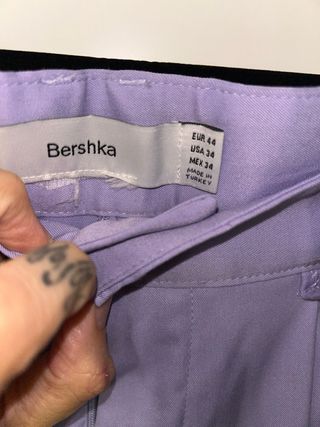 Bershka
EUR 44
USA 34
MEX 34
MADE IN
TURKEY